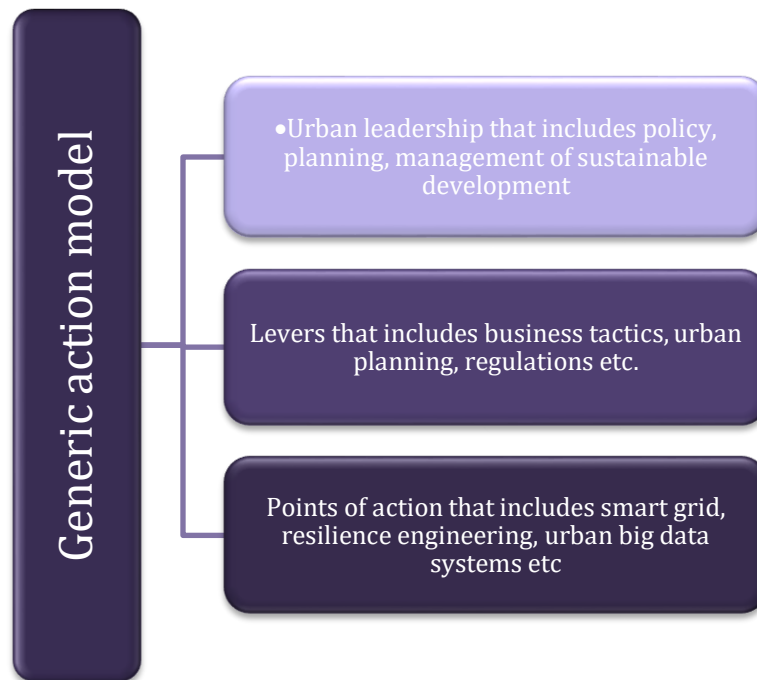 Generic action model
•Urban leadership that includes policy,
planning, management of sustainable
development
Levers that includes business tactics, urban
planning, regulations etc.
Points of action that includes smart grid,
resilience engineering, urban big data
systems etc